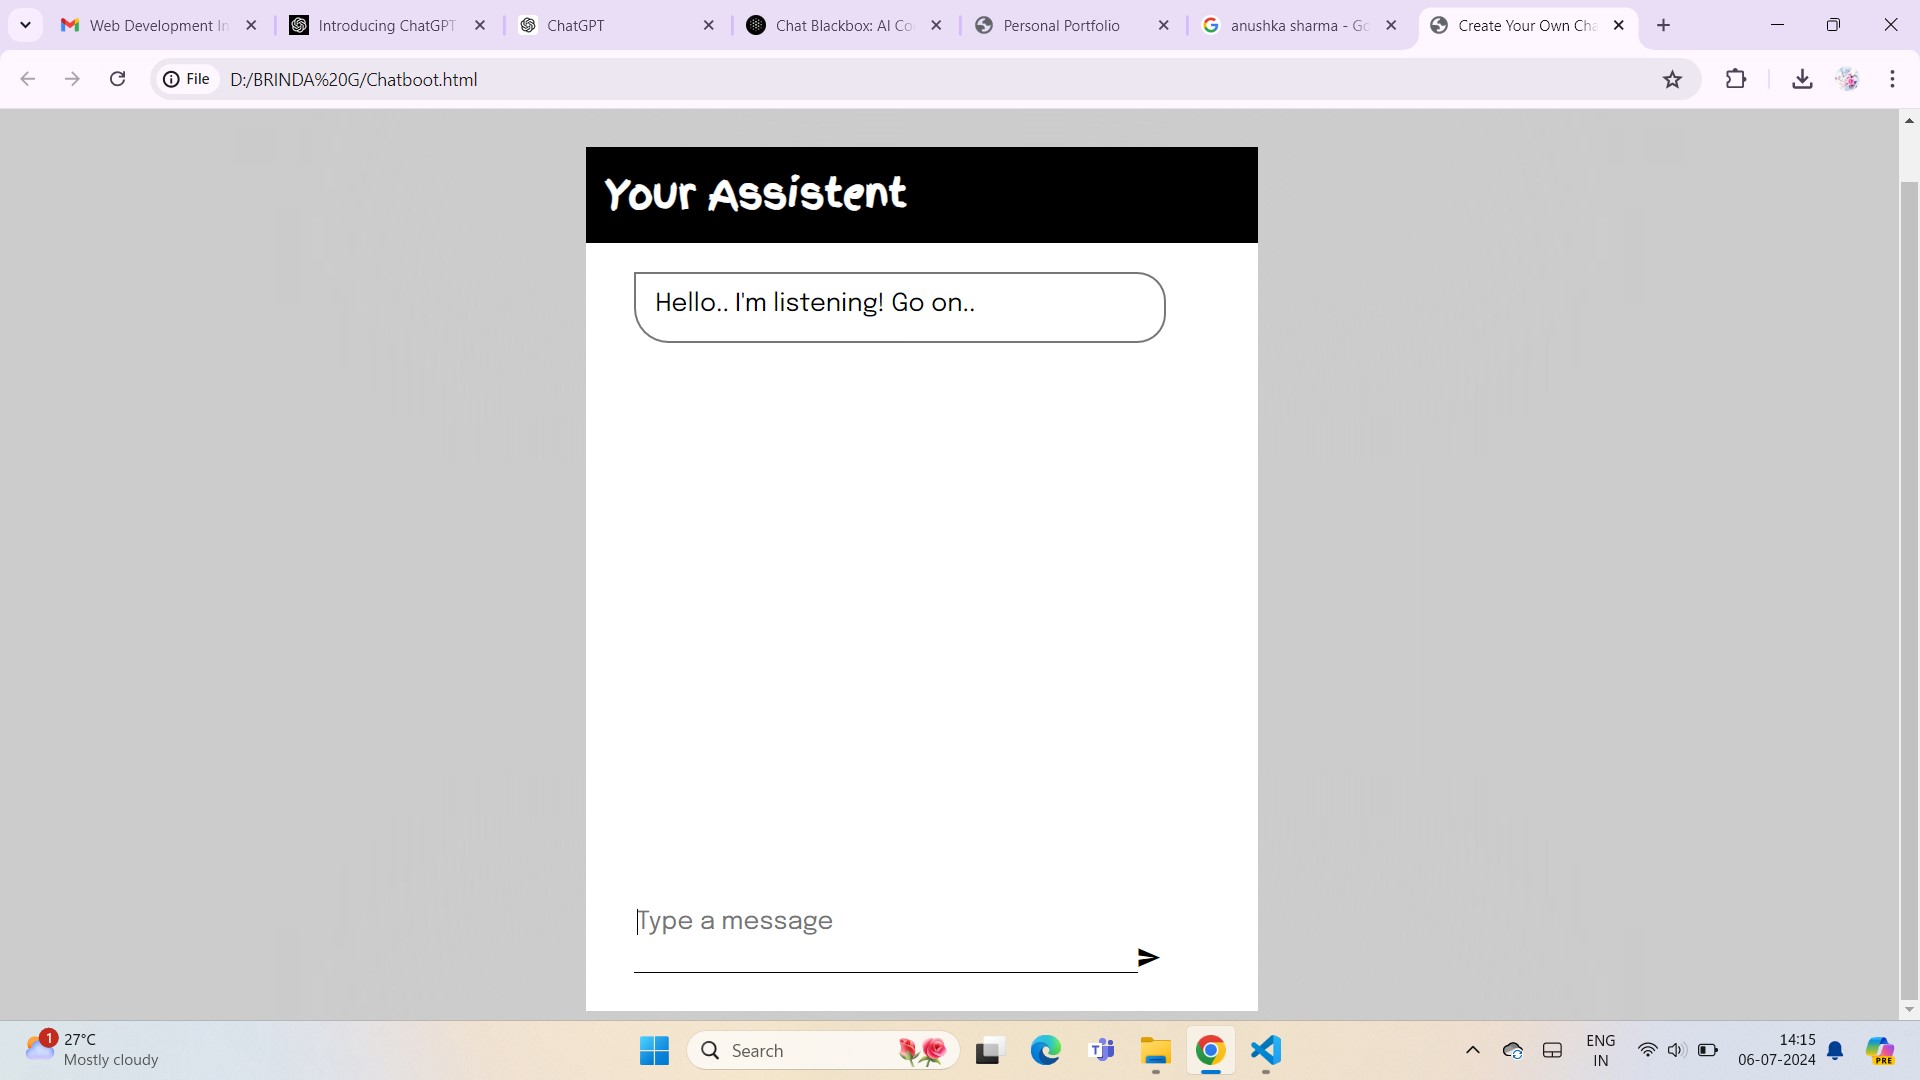 Web Development In
Introducing ChatGPT
ChatGPT
Chat Blackbox: AI Co
Personal Portfolio
anushka sharma - Go
Create Your Own Cha
File
D:/BRINDA%20G/Chatboot.html
Your Assistent
Hello.. I'm listening! Go on..
Type a message
1
27°C
Mostly cloudy
Search
ENG
IN
14:15
06-07-2024
PRE